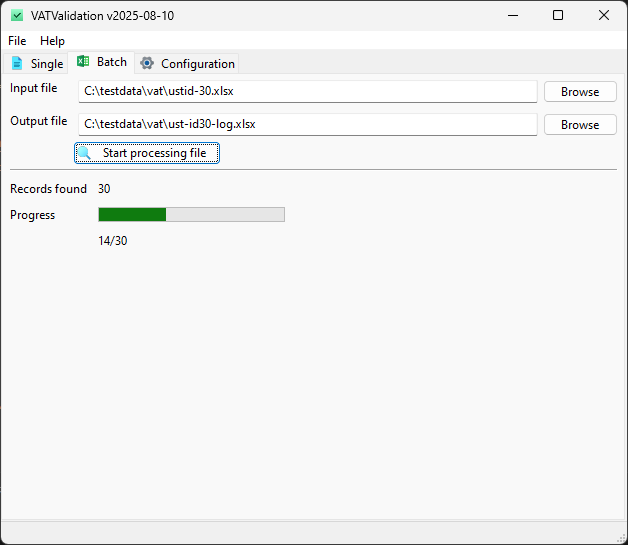 VATValidation v2025-08-10
File Help
Single Batch Configuration
Input file C:\testdata\vat\ustid-30.xlsx Browse
Output file C:\testdata\vat\ust-id30-log.xlsx Browse
Start processing file
Records found 30
Progress
14/30